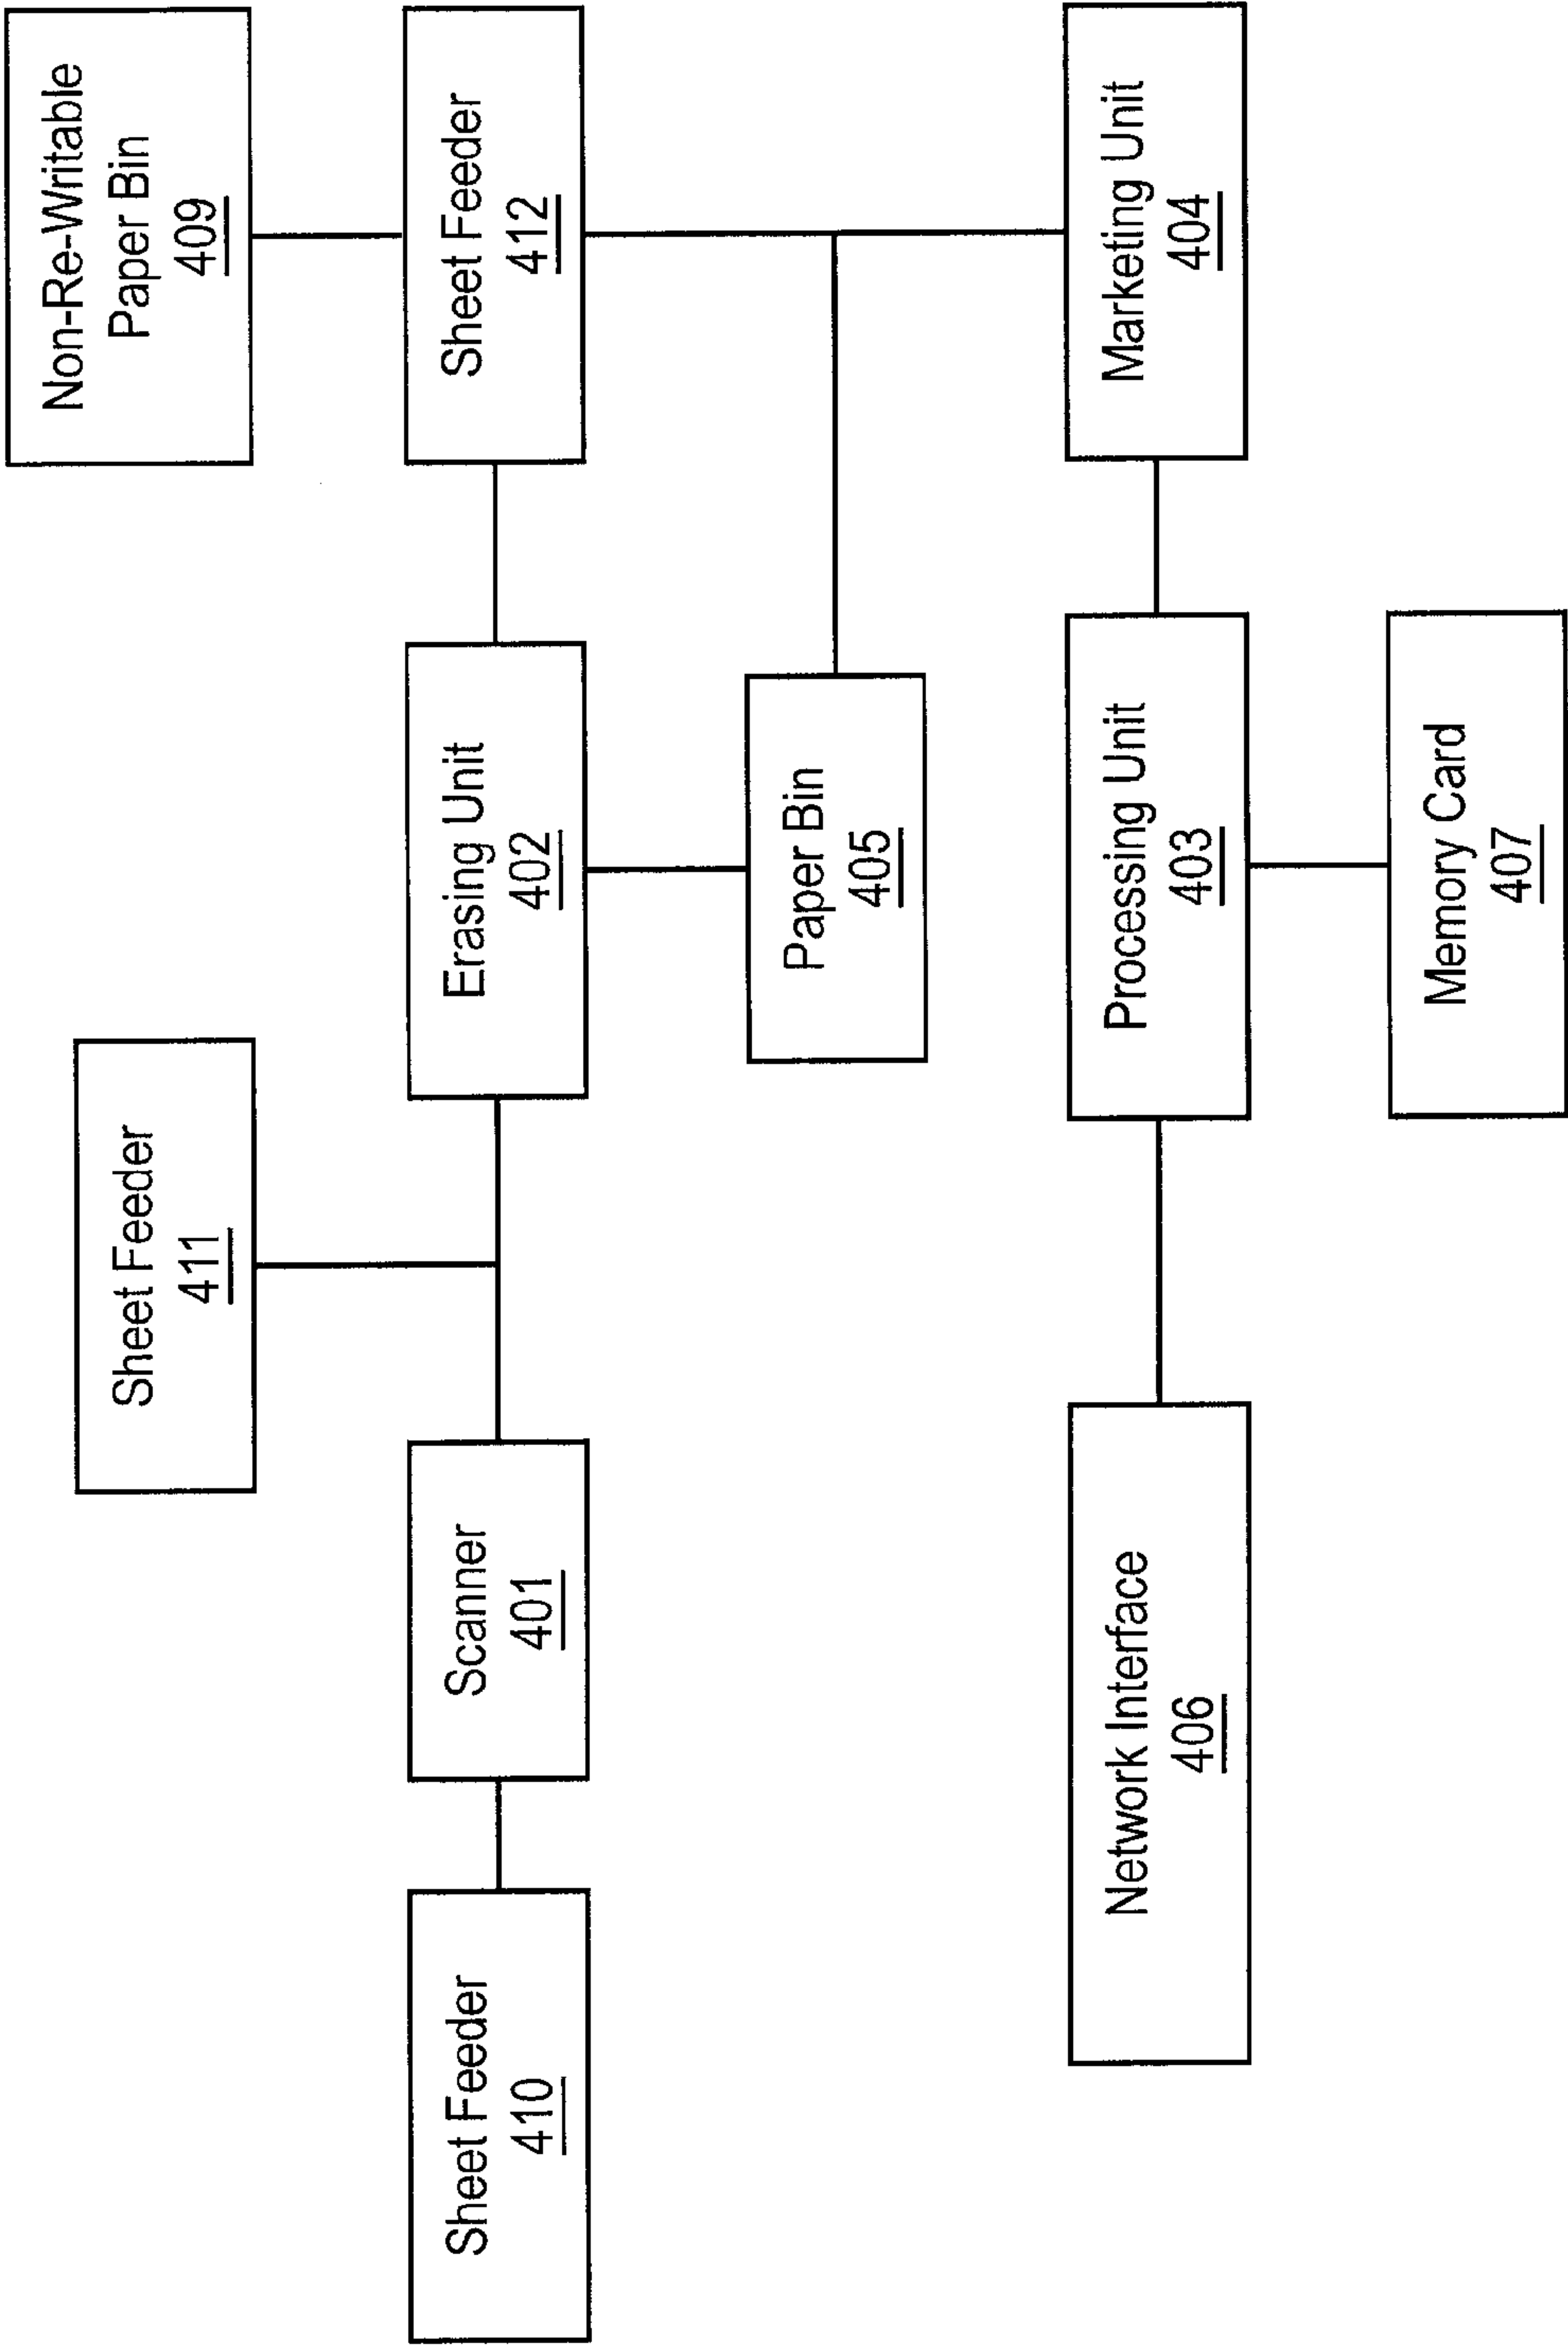 Non-Re-Writable
Paper Bin
409
Sheet Feeder
411
Sheet Feeder
410
Scanner
401
Erasing Unit
402
Sheet Feeder
412
Paper Bin
405
Network Interface
406
Processing Unit
403
Marketing Unit
404
Memory Card
407